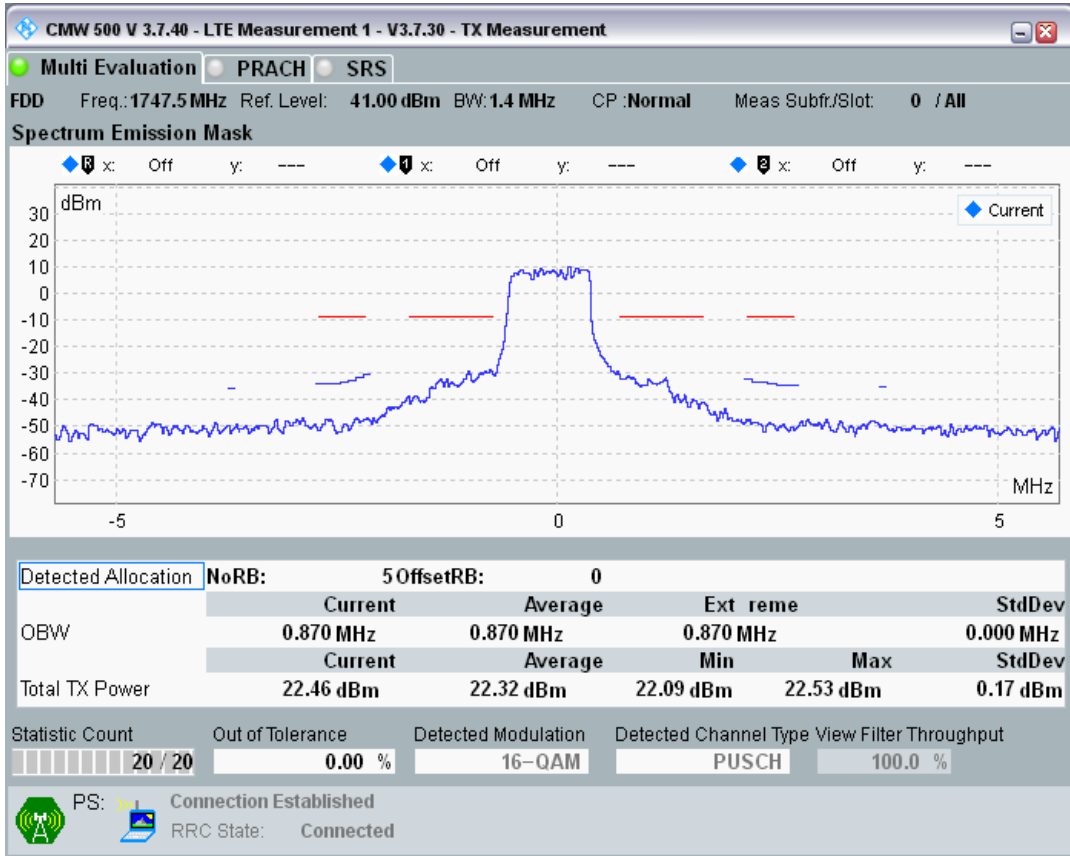 CMW 500 V 3.7.40 - LTE Measurement 1 - V3.7.30 - TX Measurement
Multi Evaluation PRACH SRS
FDD Freq.: 1747.5 MHz Ref. Level: 41.00 dBm BW: 1.4 MHz CP : Normal Meas Subfr./Slot: 0 / All
Spectrum Emission Mask
R x: Off y: --- 1 x: Off y: --- 2 x: Off y: ---
dBm
Current
30
20
10
0
-10
-20
-30
-40
-50
-60
-70
MHz
-5 0 5
Detected Allocation NoRB: 5 OffsetRB: 0
Current Average Ext reme StdDev
OBW 0.870 MHz 0.870 MHz 0.870 MHz 0.000 MHz
Current Average Min Max StdDev
Total TX Power 22.46 dBm 22.32 dBm 22.09 dBm 22.53 dBm 0.17 dBm
Statistic Count Out of Tolerance Detected Modulation Detected Channel Type View Filter Throughput
20 / 20 0.00 % 16-QAM PUSCH 100.0 %
PS: Connection Established
RRC State: Connected